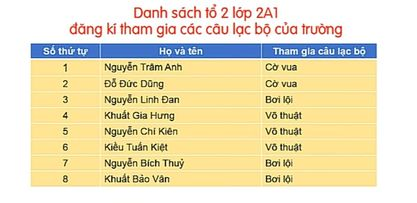 Danh sách tổ 2 lớp 2A1
đăng kí tham gia các câu lạc bộ của trường
Số thứ tự Họ và tên Tham gia câu lạc bộ
1 Nguyễn Trâm Anh Cờ vua
2 Đỗ Đức Dũng Cờ vua
3 Nguyễn Linh Đan Bơi lội
4 Khuất Gia Hưng Võ thuật
5 Nguyễn Chí Kiên Võ thuật
6 Kiều Tuấn Kiệt Võ thuật
7 Nguyễn Bích Thuỷ Bơi lội
8 Khuất Bảo Vân Bơi lội